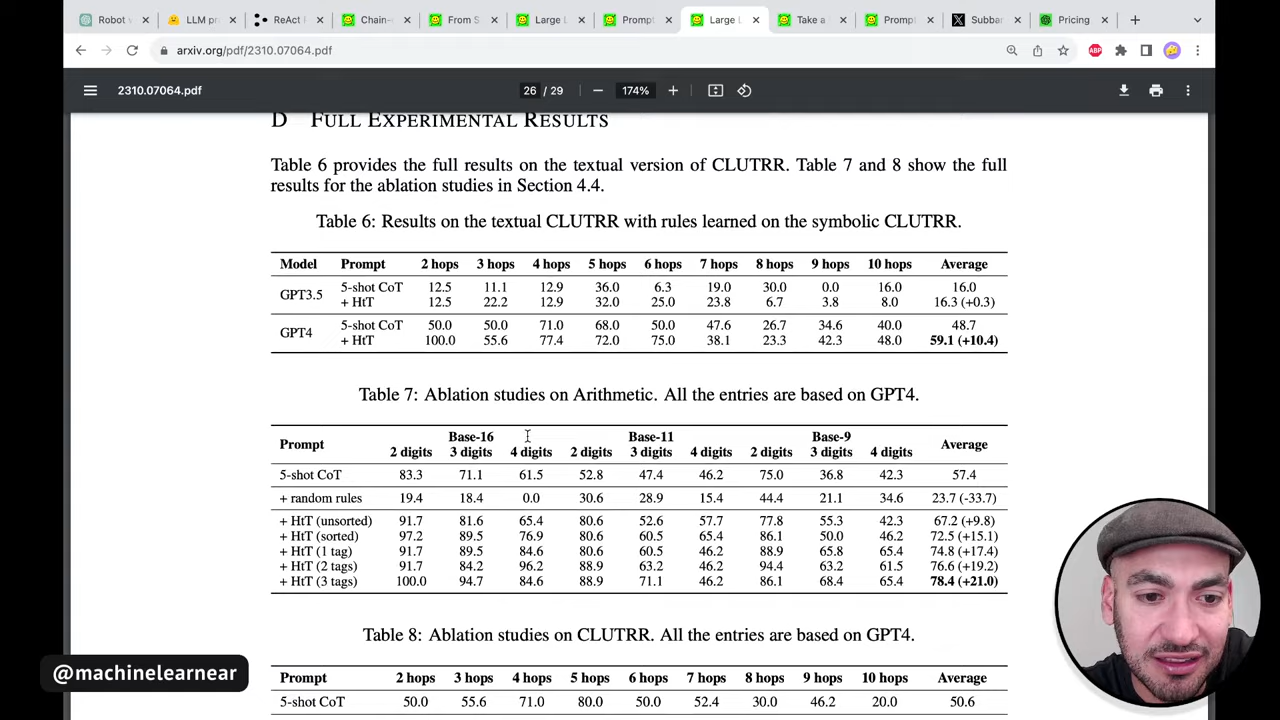 Robot w
LLM pr
ReAct
Chain-
From S
Large L
Prompt
Large L
Take a
Prompt
Subbar
Pricing
arxiv.org/pdf/2310.07064.pdf
ABP
2310.07064.pdf
26 / 29
174%
D FULL EXPERIMENTAL RESULTS
Table 6 provides the full results on the textual version of CLUTRR. Table 7 and 8 show the full
results for the ablation studies in Section 4.4.
Table 6: Results on the textual CLUTRR with rules learned on the symbolic CLUTRR.
Model Prompt 2 hops 3 hops 4 hops 5 hops 6 hops 7 hops 8 hops 9 hops 10 hops Average
GPT3.5 5-shot CoT 12.5 11.1 12.9 36.0 6.3 19.0 30.0 0.0 16.0 16.0
+ HtT 12.5 22.2 12.9 32.0 25.0 23.8 6.7 3.8 8.0 16.3 (+0.3)
GPT4 5-shot CoT 50.0 50.0 71.0 68.0 50.0 47.6 26.7 34.6 40.0 48.7
+ HtT 100.0 55.6 77.4 72.0 75.0 38.1 23.3 42.3 48.0 59.1 (+10.4)
Table 7: Ablation studies on Arithmetic. All the entries are based on GPT4.
Prompt Base-16 Base-11 Base-9 Average
2 digits 3 digits 4 digits 2 digits 3 digits 4 digits 2 digits 3 digits 4 digits
5-shot CoT 83.3 71.1 61.5 52.8 47.4 46.2 75.0 36.8 42.3 57.4
+ random rules 19.4 18.4 0.0 30.6 28.9 15.4 44.4 21.1 34.6 23.7 (-33.7)
+ HtT (unsorted) 91.7 81.6 65.4 80.6 52.6 57.7 77.8 55.3 42.3 67.2 (+9.8)
+ HtT (sorted) 97.2 89.5 76.9 80.6 60.5 65.4 86.1 50.0 46.2 72.5 (+15.1)
+ HtT (1 tag) 91.7 89.5 84.6 80.6 60.5 46.2 88.9 65.8 65.4 74.8 (+17.4)
+ HtT (2 tags) 91.7 84.2 96.2 88.9 63.2 46.2 94.4 63.2 61.5 76.6 (+19.2)
+ HtT (3 tags) 100.0 94.7 84.6 88.9 71.1 46.2 86.1 68.4 65.4 78.4 (+21.0)
Table 8: Ablation studies on CLUTRR. All the entries are based on GPT4.
Prompt 2 hops 3 hops 4 hops 5 hops 6 hops 7 hops 8 hops 9 hops 10 hops Average
5-shot CoT 50.0 55.6 71.0 80.0 50.0 52.4 30.0 46.2 20.0 50.6
@machinelearnear